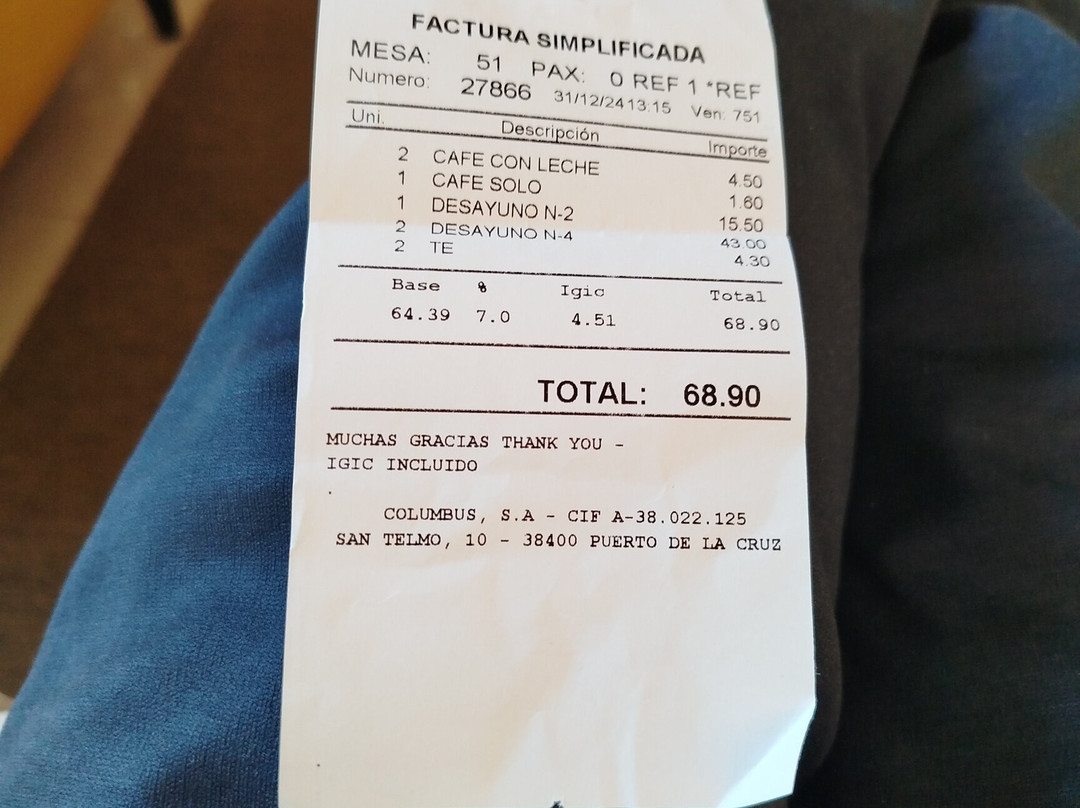 FACTURA SIMPLIFICADA
MESA: 51 PAX: 0 REF 1 *REF
Numero: 27866 31/12/24 13:15 Ven: 751
Uni. Descripción Importe
2 CAFE CON LECHE 4.50
1 CAFE SOLO 1.60
1 DESAYUNO N-2 15.50
2 DESAYUNO N-4 43.00
2 TE 4.30
Base % Igic Total
64.39 7.0 4.51 68.90
TOTAL: 68.90
MUCHAS GRACIAS THANK YOU -
IGIC INCLUIDO
.
COLUMBUS, S.A - CIF A-38.022.125
SAN TELMO, 10 - 38400 PUERTO DE LA CRUZ